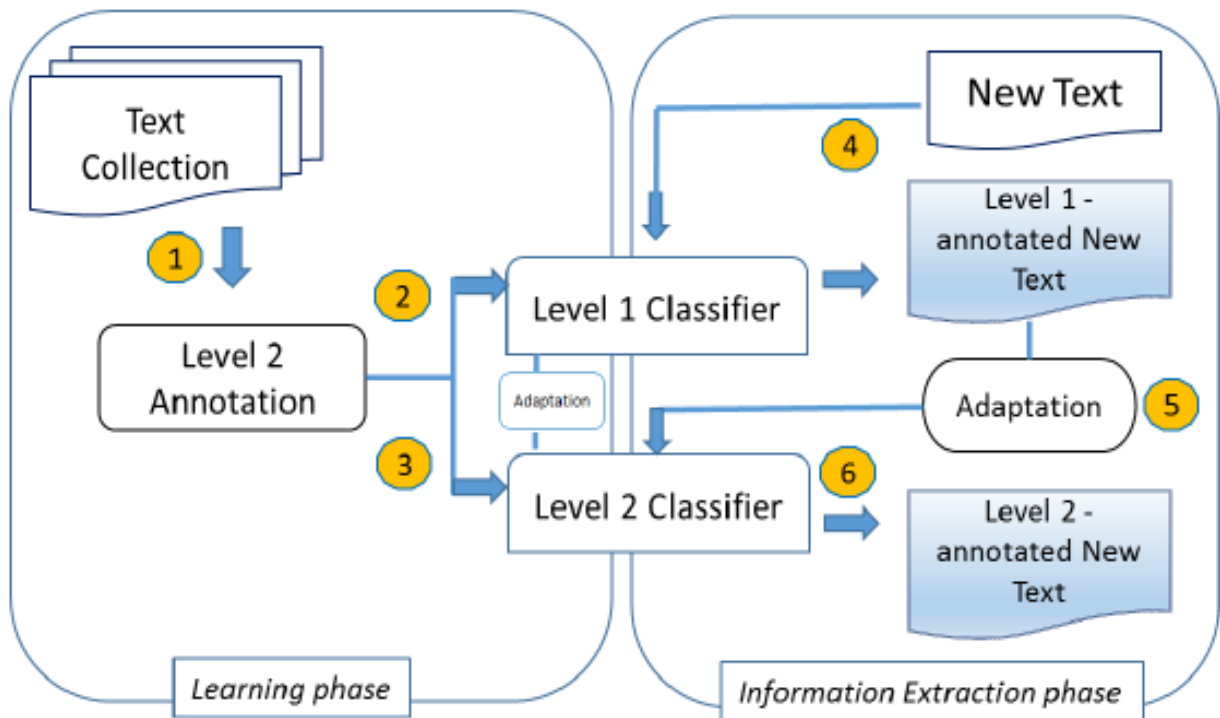 Text
Collection
1
2
Level 2
Annotation
3
Level 1 Classifier
Adaptation
Level 2 Classifier
Learning phase
New Text
4
Level 1 -
annotated New
Text
Adaptation
5
6
Level 2 -
annotated New
Text
Information Extraction phase